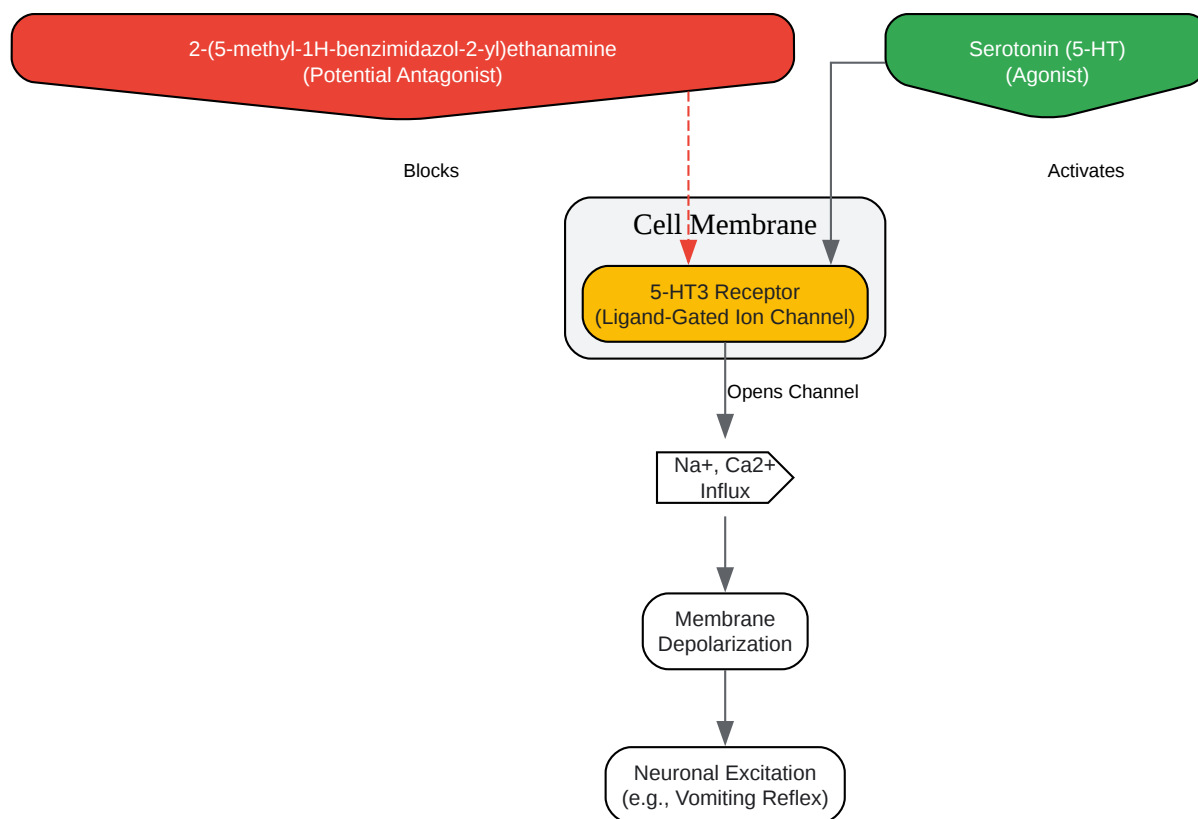 2-(5-methyl-1H-benzimidazol-2-yl)ethanamine
(Potential Antagonist)
Serotonin (5-HT)
(Agonist)
Blocks
Activates
Cell Membrane
5-HT3 Receptor
(Ligand-Gated Ion Channel)
Opens Channel
Na+, Ca2+
Influx
Membrane
Depolarization
Neuronal Excitation
(e.g., Vomiting Reflex)